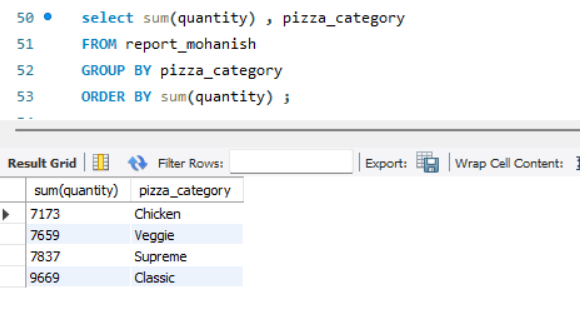 50 select sum(quantity) , pizza_category
51 FROM report_mohanish
52 GROUP BY pizza_category
53 ORDER BY sum(quantity) ;
Result Grid Filter Rows: Export: Wrap Cell Content:
sum(quantity) pizza_category
7173 Chicken
7659 Veggie
7837 Supreme
9669 Classic